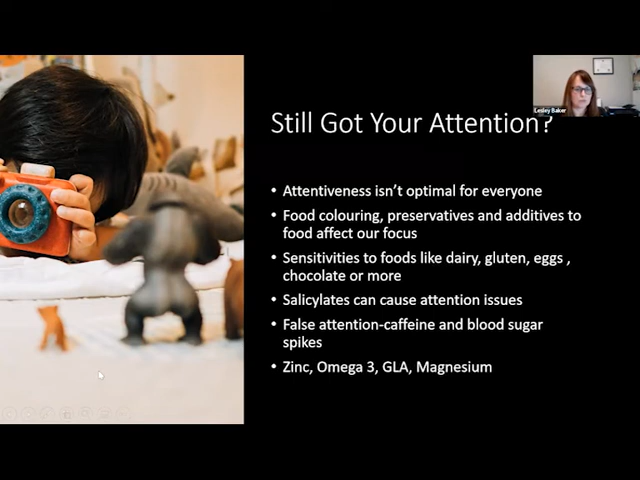 Lesley Baker
Still Got Your Attention?
• Attentiveness isn’t optimal for everyone
• Food colouring, preservatives and additives to
food affect our focus
• Sensitivities to foods like dairy, gluten, eggs ,
chocolate or more
• Salicylates can cause attention issues
• False attention-caffeine and blood sugar
spikes
• Zinc, Omega 3, GLA, Magnesium